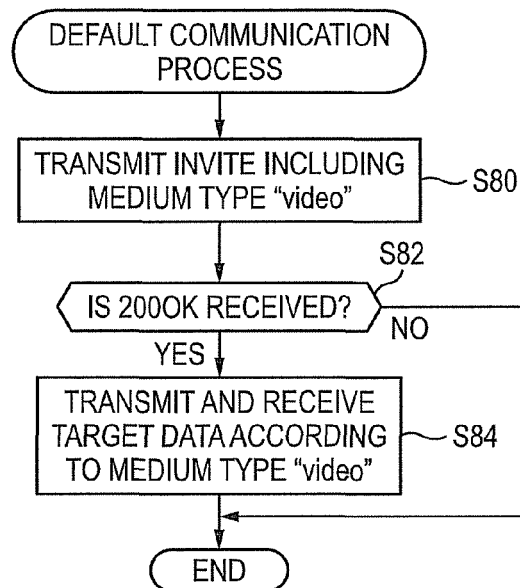 DEFAULT COMMUNICATION
PROCESS
TRANSMIT INVITE INCLUDING
MEDIUM TYPE “video”
S80
S82
IS 200OK RECEIVED?
NO
YES
TRANSMIT AND RECEIVE
TARGET DATA ACCORDING
TO MEDIUM TYPE “video”
S84
END